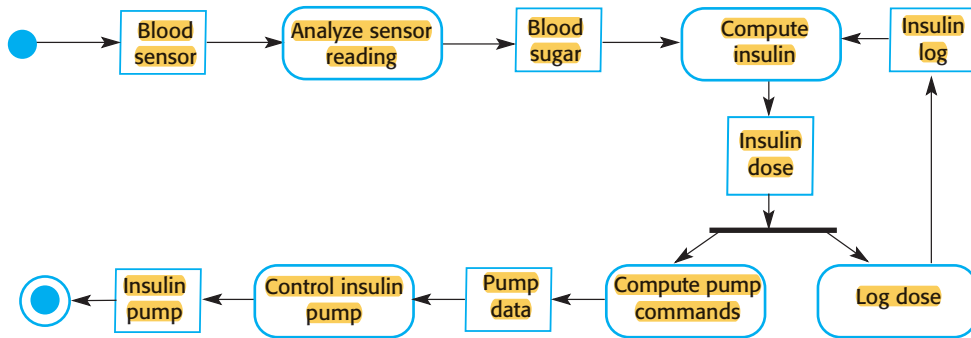 Blood
sensor
Analyze sensor
reading
Blood
sugar
Compute
insulin
Insulin
log
Insulin
dose
Insulin
pump
Control insulin
pump
Pump
data
Compute pump
commands
Log dose